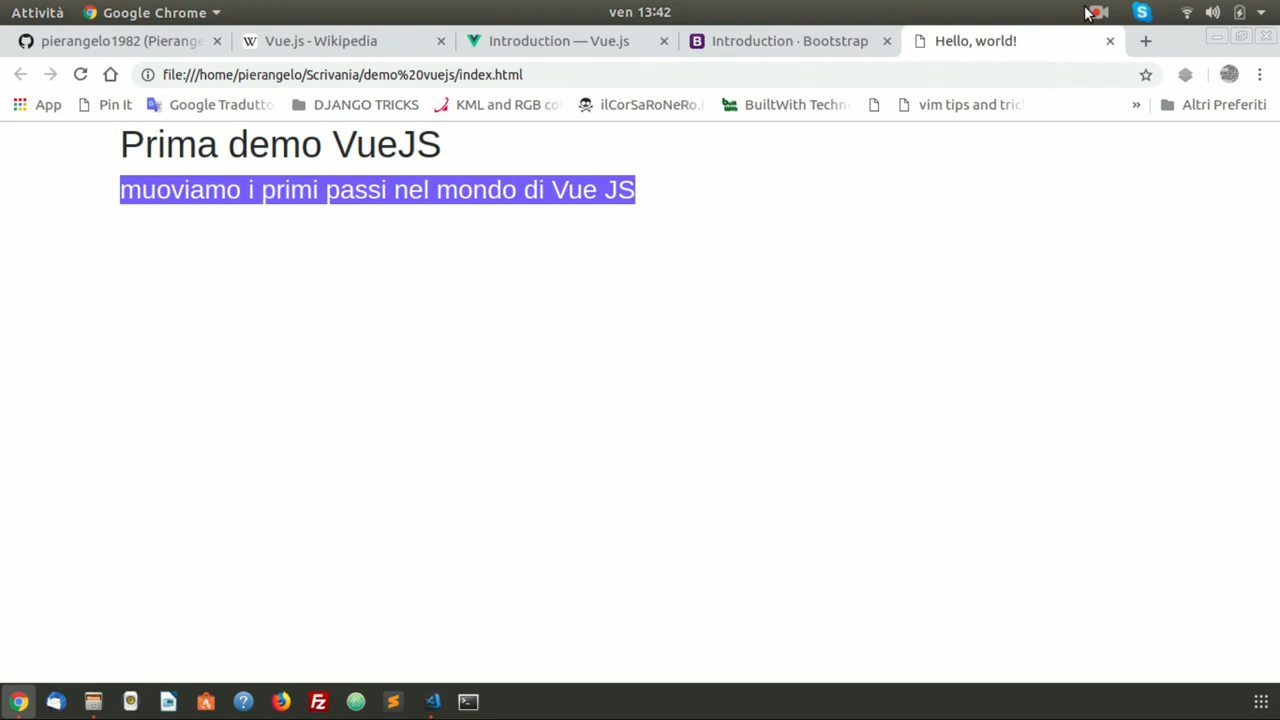 Attività Google Chrome ven 13:42
pierangelo1982 (Pierange Vue.js - Wikipedia Introduction — Vue.js Introduction · Bootstrap Hello, world!
file:///home/pierangelo/Scrivania/demo%20vuejs/index.html
App Pin It Google Tradutto DJANGO TRICKS KML and RGB co ilCorSaRoNeRo.i BuiltWith Techn vim tips and tric » Altri Preferiti
Prima demo VueJS
muoviamo i primi passi nel mondo di Vue JS